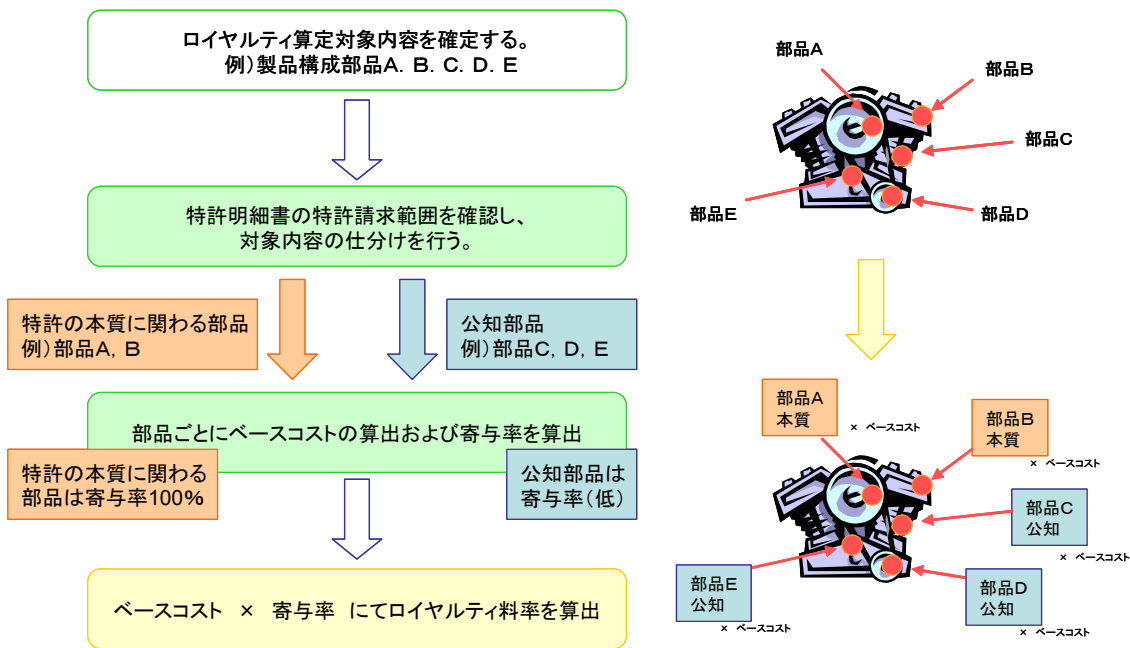 ロイヤルティ算定対象内容を確定する。
例)製品構成部品A．B．C．D．E
特許明細書の特許請求範囲を確認し、
対象内容の仕分けを行う。
特許の本質に関わる部品
例)部品A，B
公知部品
例)部品C，D，E
部品ごとにベースコストの算出および寄与率を算出
特許の本質に関わる
部品は寄与率100%
公知部品は
寄与率(低)
ベースコスト　×　寄与率　にてロイヤルティ料率を算出
部品A
部品B
部品C
部品E
部品D
部品A
本質
× ベースコスト
部品B
本質
× ベースコスト
部品C
公知
× ベースコスト
部品E
公知
× ベースコスト
部品D
公知
× ベースコスト